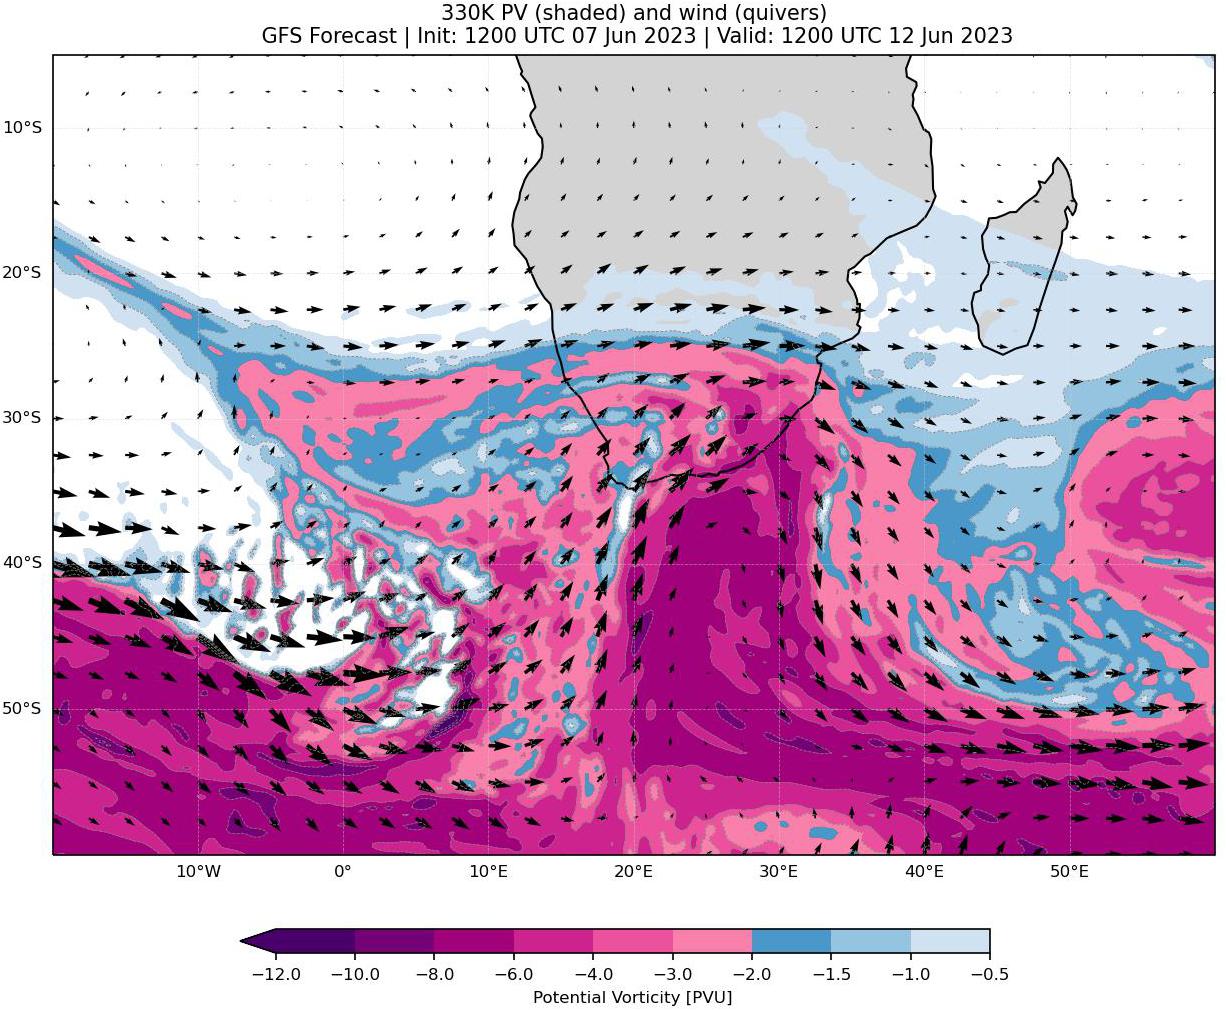 330K PV (shaded) and wind (quivers)
GFS Forecast | Init: 1200 UTC 07 Jun 2023 | Valid: 1200 UTC 12 Jun 2023
10°S
20°S
30°S
40°S
50°S
10°W 0° 10°E 20°E 30°E 40°E 50°E
−12.0 −10.0 −8.0 −6.0 −4.0 −3.0 −2.0 −1.5 −1.0 −0.5
Potential Vorticity [PVU]